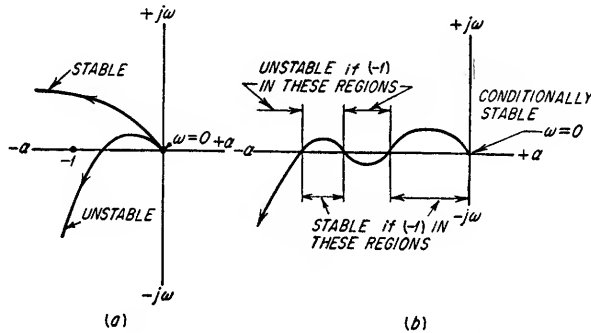 +jω
STABLE
ω=0
-a
-1
+a
UNSTABLE
-jω
(a)
+jω
UNSTABLE if (-1)
IN THESE REGIONS
CONDITIONALLY
STABLE
ω=0
-a
+a
-jω
STABLE if (-1) IN
THESE REGIONS
(b)